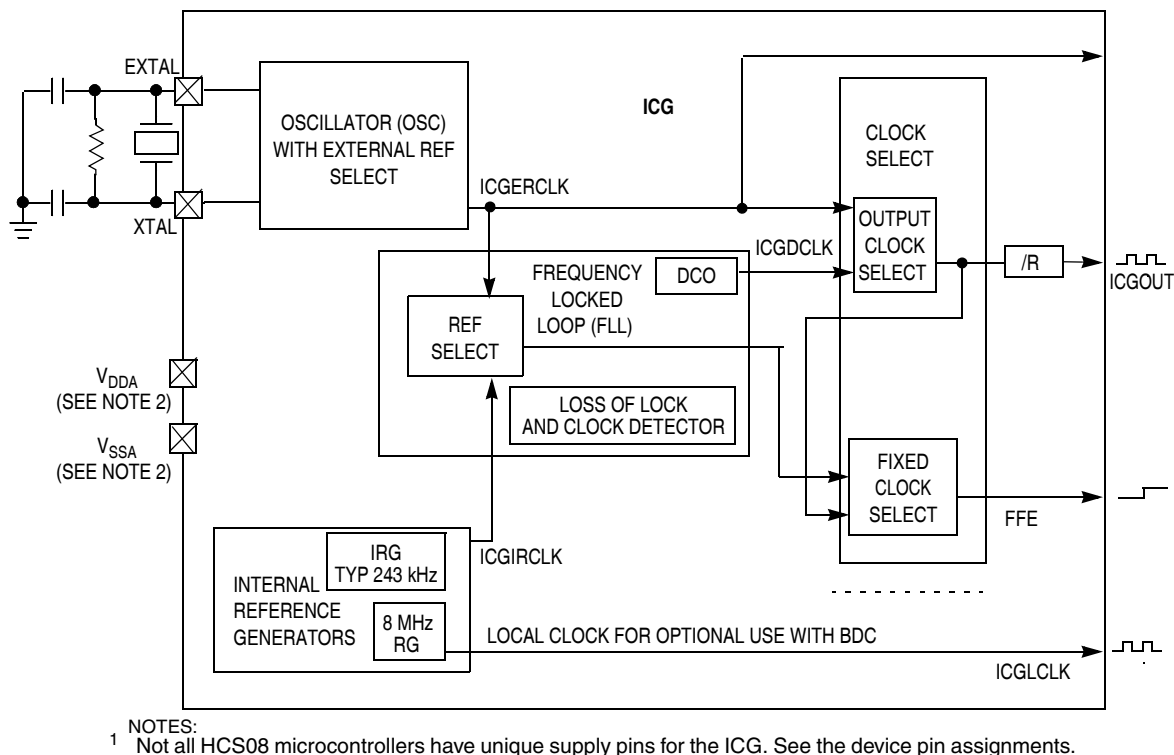 EXTAL
XTAL
OSCILLATOR (OSC)
WITH EXTERNAL REF
SELECT
ICG
ICGERCLK
CLOCK
SELECT
OUTPUT
CLOCK
SELECT
/R
ICGOUT
ICGDCLK
FREQUENCY
LOCKED
LOOP (FLL)
DCO
REF
SELECT
LOSS OF LOCK
AND CLOCK DETECTOR
VDDA
(SEE NOTE 2)
VSSA
(SEE NOTE 2)
FIXED
CLOCK
SELECT
FFE
IRG
TYP 243 kHz
ICGIRCLK
INTERNAL
REFERENCE
GENERATORS
8 MHz
RG
LOCAL CLOCK FOR OPTIONAL USE WITH BDC
ICGLCLK
NOTES:
1 Not all HCS08 microcontrollers have unique supply pins for the ICG. See the device pin assignments.